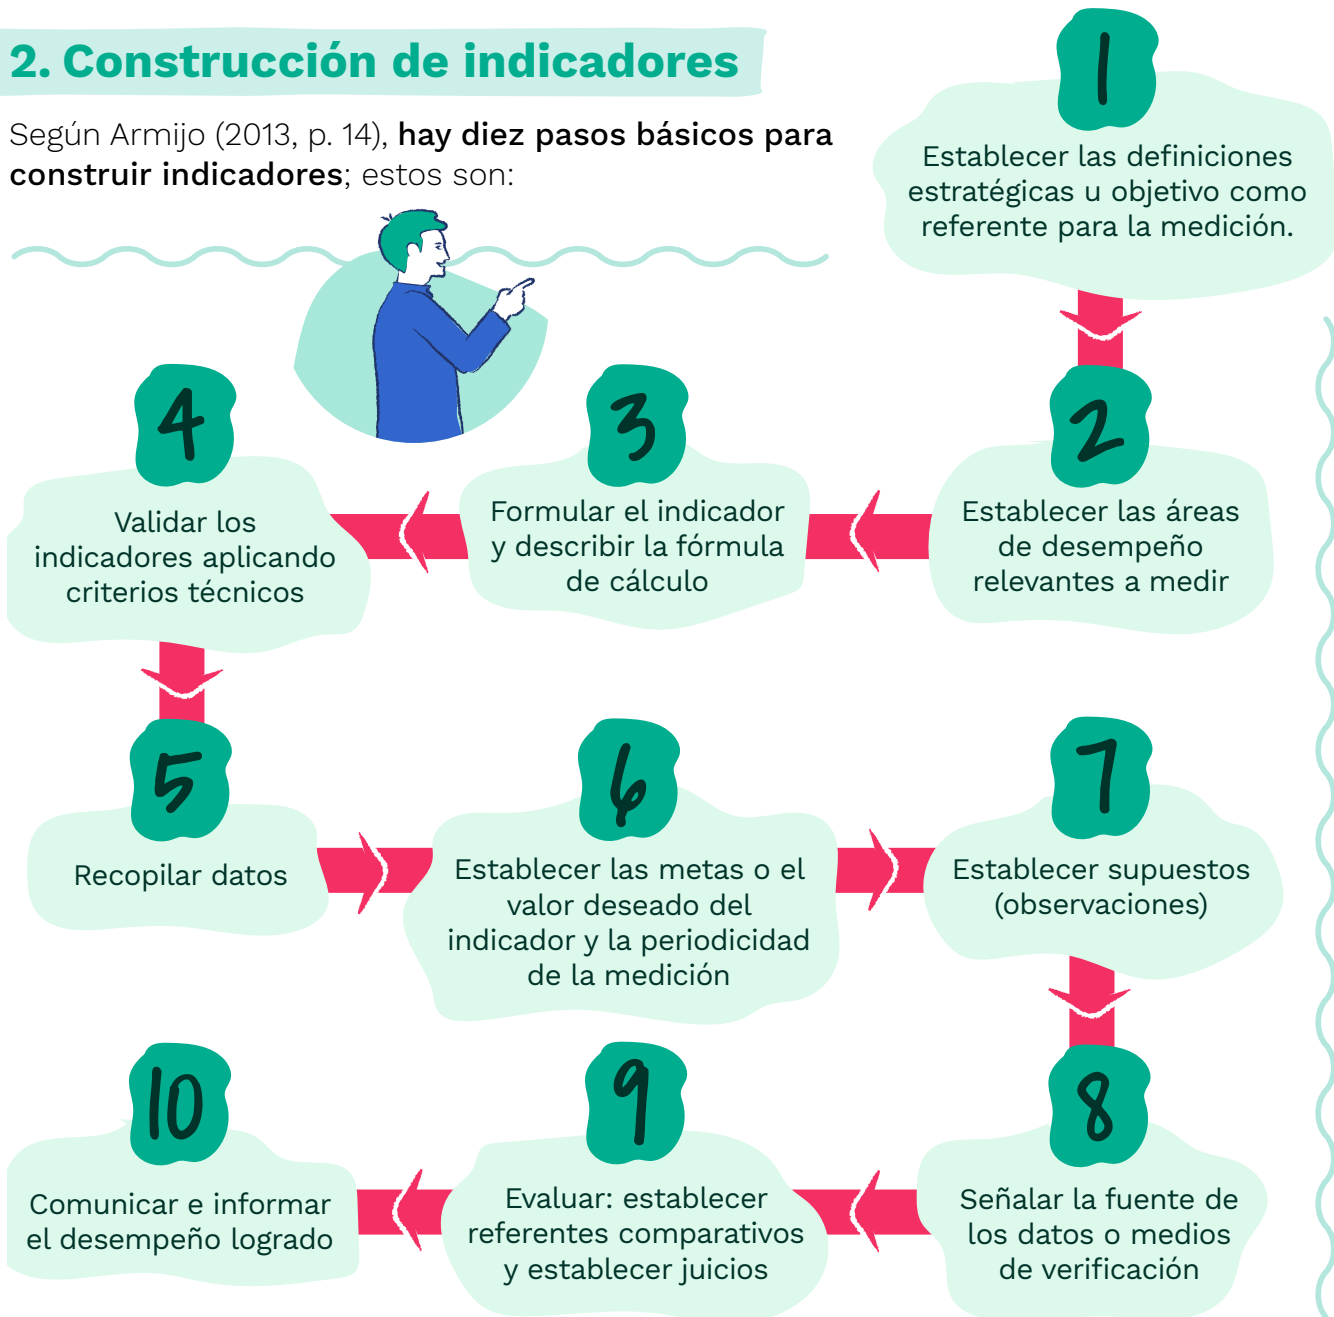 2. Construcción de indicadores
Según Armijo (2013, p. 14), hay diez pasos básicos para
construir indicadores; estos son:
1
Establecer las definiciones
estratégicas u objetivo como
referente para la medición.
2
Establecer las áreas
de desempeño
relevantes a medir
3
Formular el indicador
y describir la fórmula
de cálculo
4
Validar los
indicadores aplicando
criterios técnicos
5
Recopilar datos
6
Establecer las metas o el
valor deseado del
indicador y la periodicidad
de la medición
7
Establecer supuestos
(observaciones)
8
Señalar la fuente de
los datos o medios
de verificación
9
Evaluar: establecer
referentes comparativos
y establecer juicios
10
Comunicar e informar
el desempeño logrado